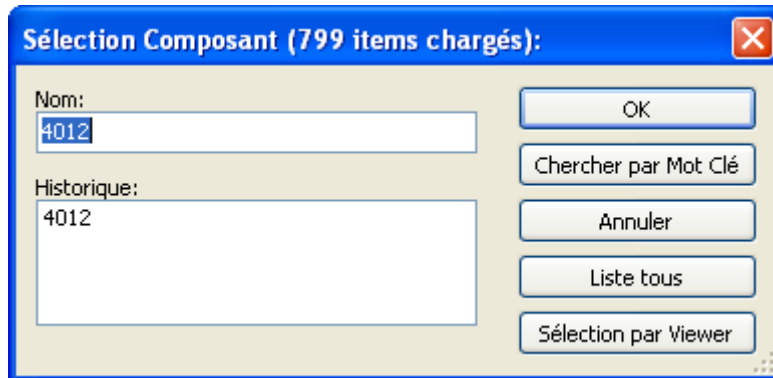 Sélection Composant (799 items chargés):
Nom:
4012
Historique:
4012
OK
Chercher par Mot Clé
Annuler
Liste tous
Sélection par Viewer